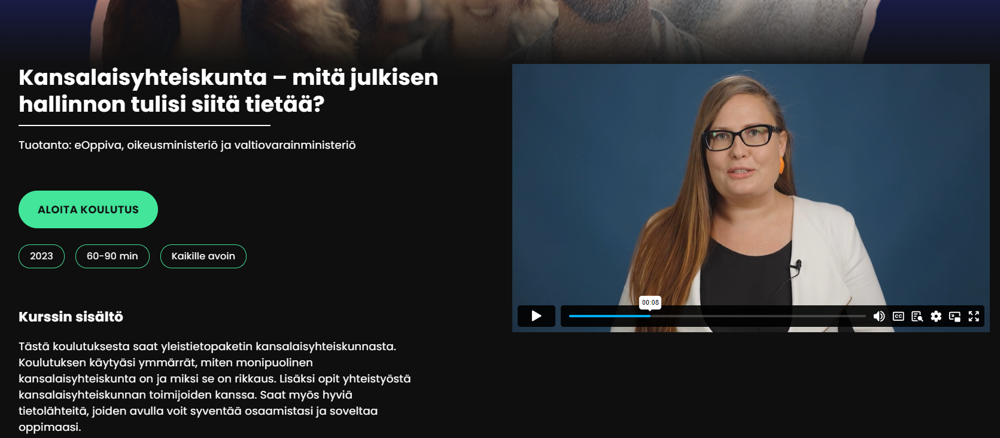 Kansalaisyhteiskunta – mitä julkisen
hallinnon tulisi siitä tietää?
Tuotanto: eOppiva, oikeusministeriö ja valtiovarainministeriö
ALOITA KOULUTUS
2023
60-90 min
Kaikille avoin
Kurssin sisältö
Tästä koulutuksesta saat yleistietopaketin kansalaisyhteiskunnasta.
Koulutuksen käytyäsi ymmärrät, miten monipuolinen
kansalaisyhteiskunta on ja miksi se on rikkaus. Lisäksi opit yhteistyöstä
kansalaisyhteiskunnan toimijoiden kanssa. Saat myös hyviä
tietolähteitä, joiden avulla voit syventää osaamistasi ja soveltaa
oppimaasi.
00:08
CC